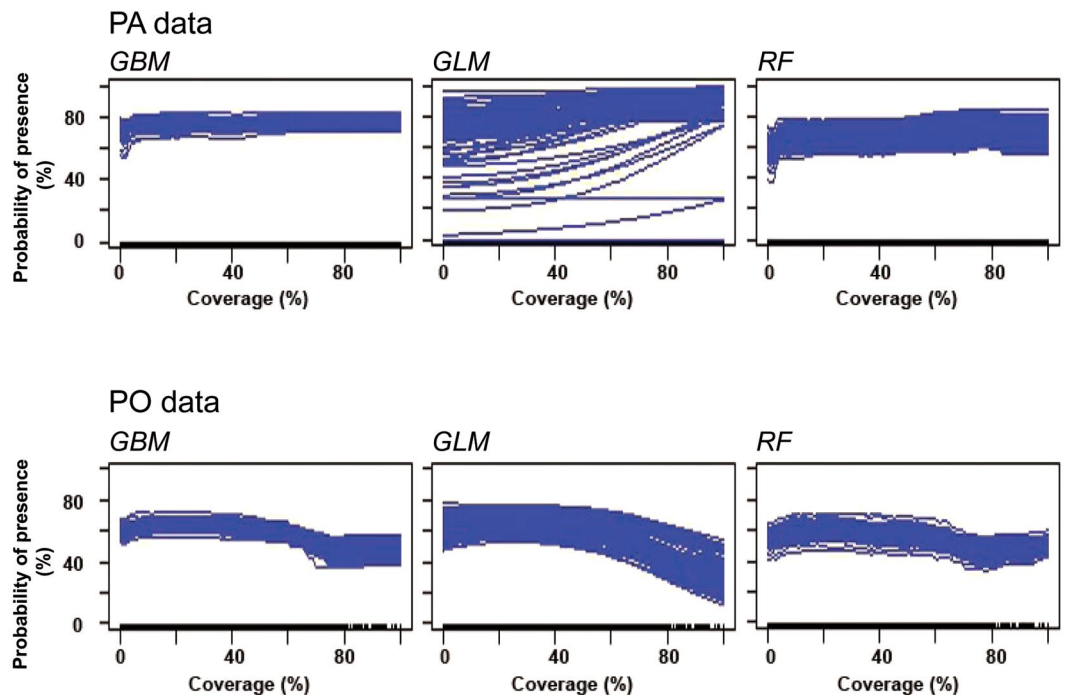 PA data
GBM GLM RF
Probability of presence
(%)
80
40
0
0 40 80 0 40 80 0 40 80
Coverage (%) Coverage (%) Coverage (%)
PO data
GBM GLM RF
Probability of presence
(%)
80
40
0
0 40 80 0 40 80 0 40 80
Coverage (%) Coverage (%) Coverage (%)